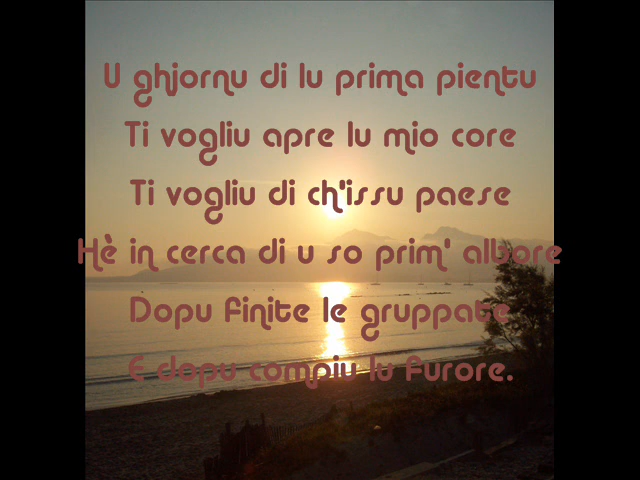 U ghjornu di lu prima pientu
Ti vogliu apre lu mio core
Ti vogliu di ch'issu paese
Hè in cerca di u so prim' albore
Dopu finite le gruppate
E dopu compiu lu furore.